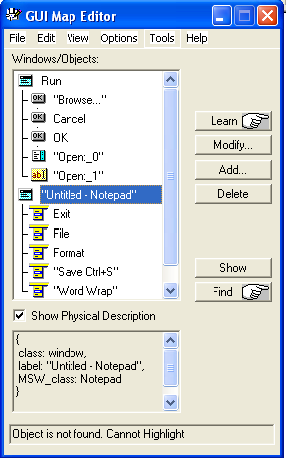 GUI Map Editor
File Edit View Options Tools Help
Windows/Objects:
Run
"Browse..."
Cancel
OK
"Open:_0"
"Open:_1"
"Untitled - Notepad"
Exit
File
Format
"Save Ctrl+S"
"Word Wrap"
Learn
Modify...
Add...
Delete
Show
Find
Show Physical Description
{
class: window,
label: "Untitled - Notepad",
MSW_class: Notepad
}
Object is not found. Cannot Highlight